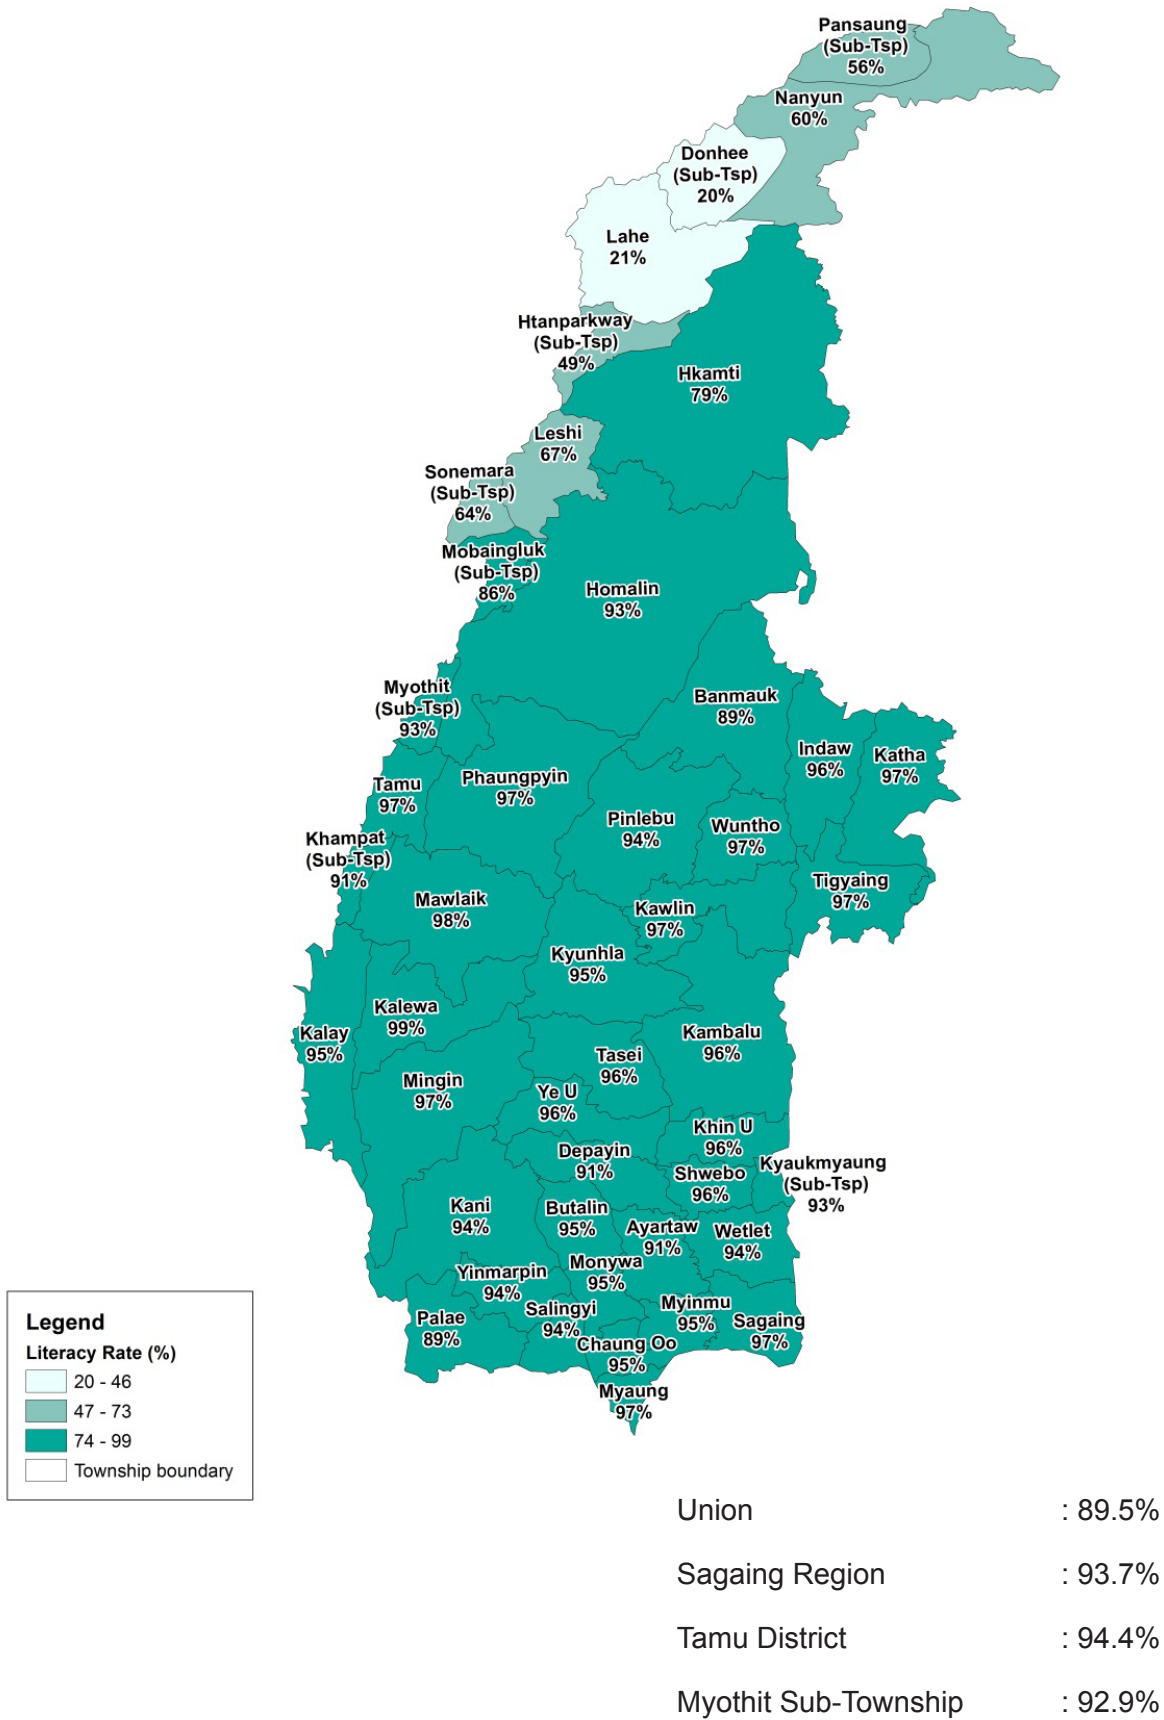 Pansaung
(Sub-Tsp)
56%
Nanyun
60%
Donhee
(Sub-Tsp)
20%
Lahe
21%
Htanparkway
(Sub-Tsp)
49%
Hkamti
79%
Leshi
67%
Sonemara
(Sub-Tsp)
64%
Mobaingluk
(Sub-Tsp)
86%
Homalin
93%
Myothit
(Sub-Tsp)
93%
Banmauk
89%
Indaw
96%
Katha
97%
Tamu
97%
Phaungpyin
97%
Pinlebu
94%
Wuntho
97%
Khampat
(Sub-Tsp)
91%
Mawlaik
98%
Kawlin
97%
Tigyaing
97%
Kyunhla
95%
Kalewa
99%
Kalay
95%
Kambalu
96%
Tasei
96%
Mingin
97%
Ye U
96%
Khin U
96%
Depayin
91%
Shwebo
96%
Kyaukmyaung
(Sub-Tsp)
93%
Kani
94%
Butalin
95%
Ayartaw
91%
Wetlet
94%
Monywa
95%
Yinmarpin
94%
Salingyi
94%
Myinmu
95%
Sagaing
97%
Palae
89%
Chaung Oo
95%
Myaung
97%
Legend
Literacy Rate (%)
20 - 46
47 - 73
74 - 99
Township boundary
Union : 89.5%
Sagaing Region : 93.7%
Tamu District : 94.4%
Myothit Sub-Township : 92.9%